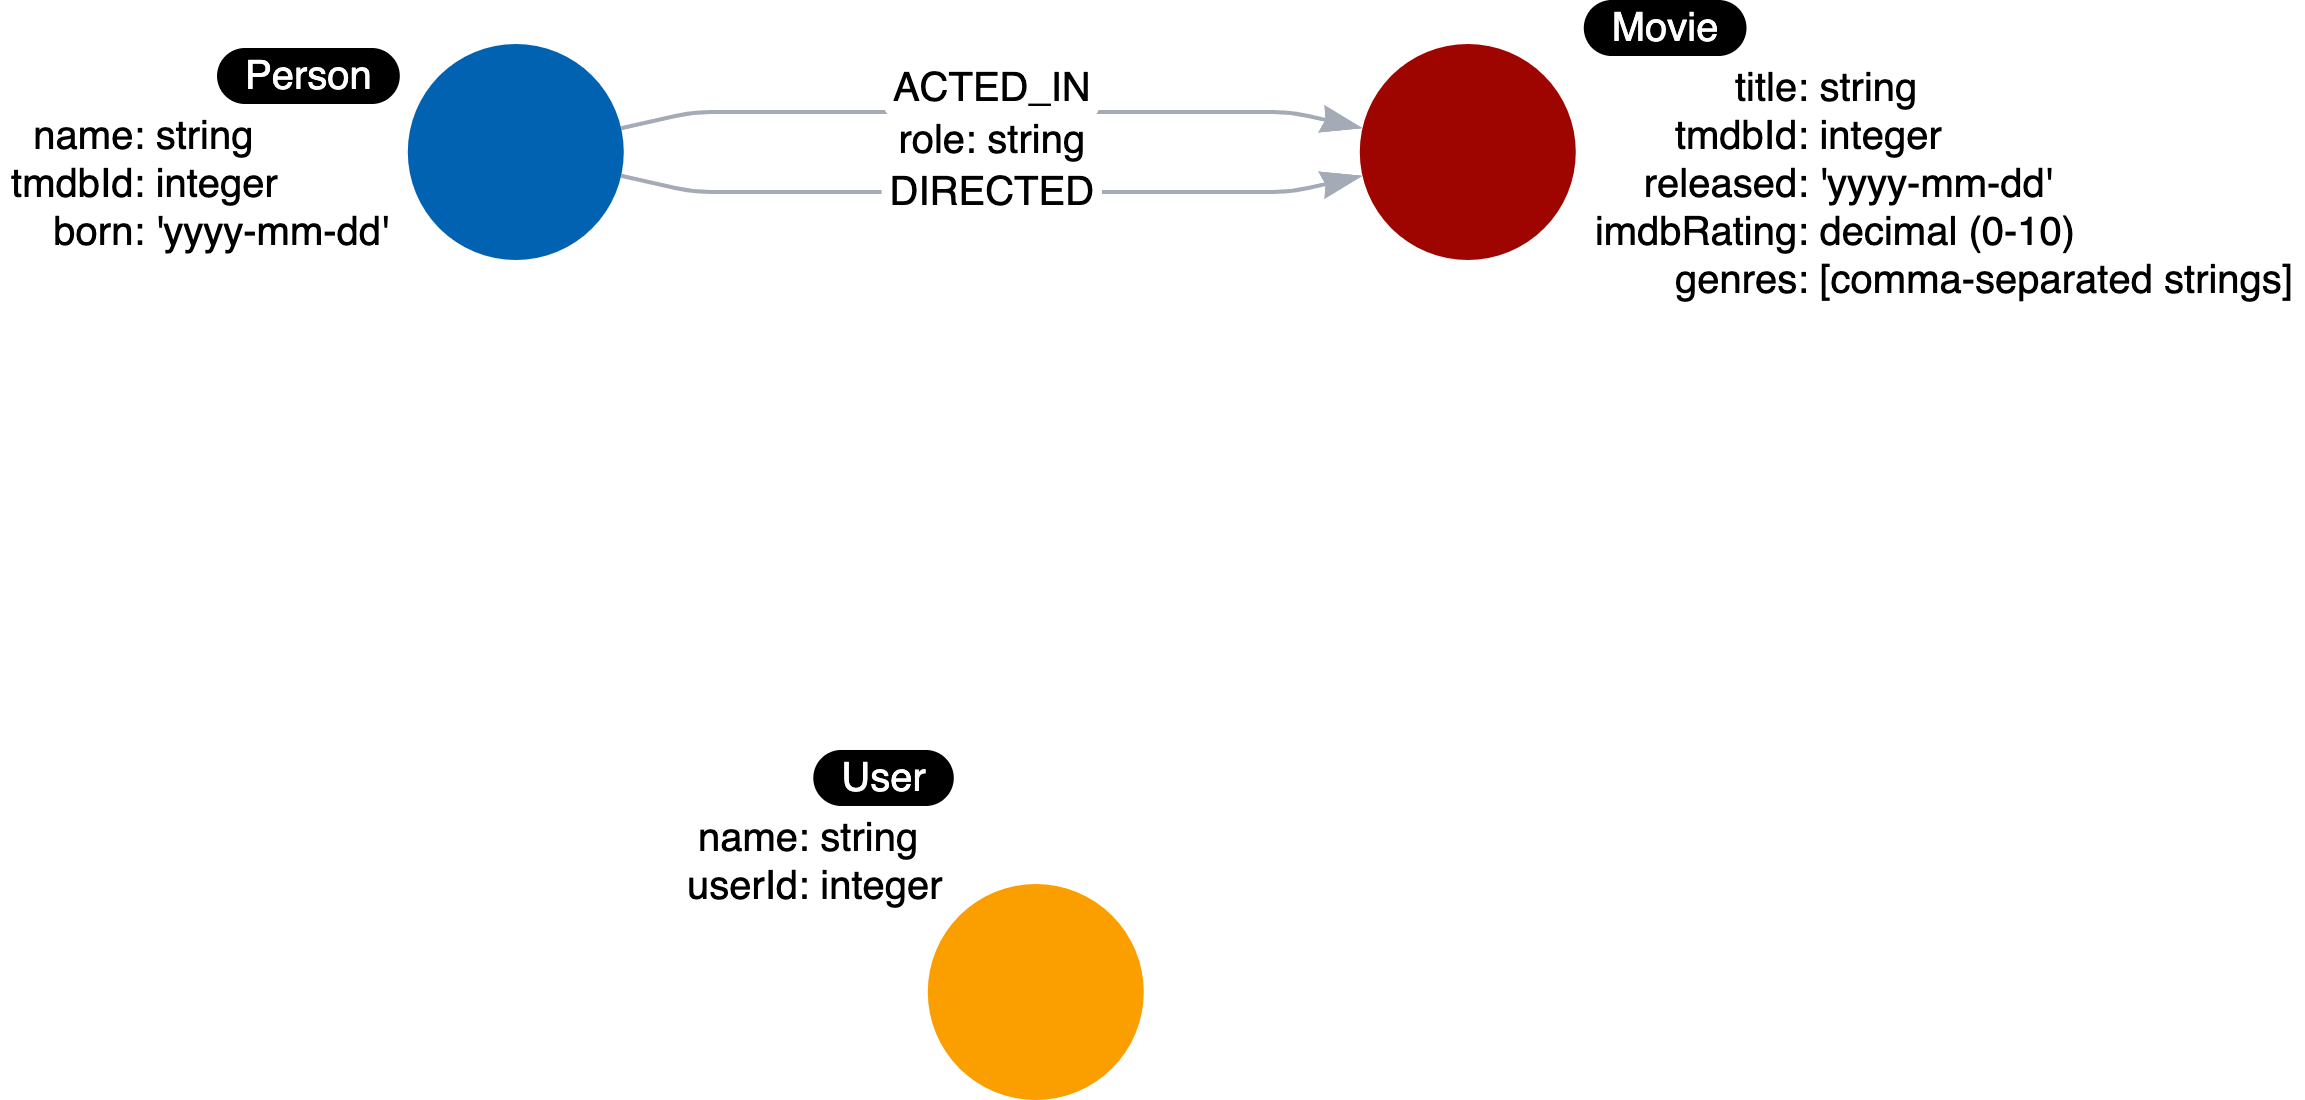 Person
name: string
tmdbId: integer
born: 'yyyy-mm-dd'
ACTED_IN
role: string
DIRECTED
Movie
title: string
tmdbId: integer
released: 'yyyy-mm-dd'
imdbRating: decimal (0-10)
genres: [comma-separated strings]
User
name: string
userId: integer